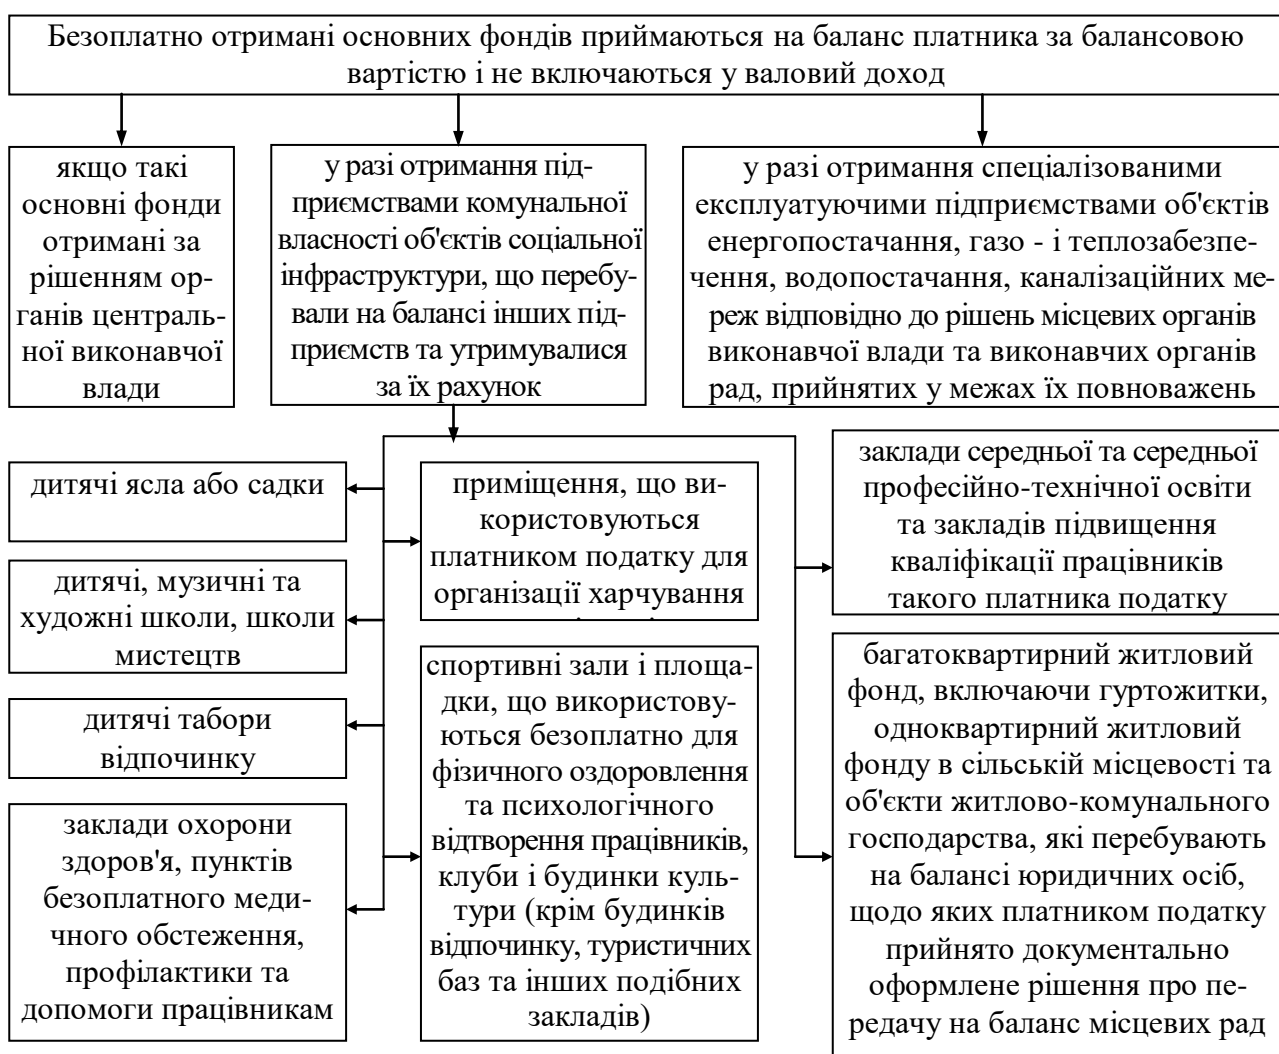 Безоплатно отримані основних фондів приймаються на баланс платника за балансовою
вартістю і не включаються у валовий доход
якщо такі
основні фонди
отримані за
рішенням ор-
ганів централь-
ної виконавчої
влади
у разі отримання під-
приємствами комунальної
власності об'єктів соціальної
інфраструктури, що перебу-
вали на балансі інших під-
приємств та утримувалися
за їх рахунок
у разі отримання спеціалізованими
експлуатуючими підприємствами об'єктів
енергопостачання, газо - і теплозабезпе-
чення, водопостачання, каналізаційних ме-
реж відповідно до рішень місцевих органів
виконавчої влади та виконавчих органів
рад, прийнятих у межах їх повноважень
дитячі ясла або садки
дитячі, музичні та
художні школи, школи
мистецтв
дитячі табори
відпочинку
заклади охорони
здоров'я, пунктів
безоплатного меди-
чного обстеження,
профілактики та
допомоги працівникам
приміщення, що ви-
користовуються
платником податку для
організації харчування
спортивні зали і площа-
дки, що використову-
ються безоплатно для
фізичного оздоровлення
та психологічного
відтворення працівників,
клуби і будинки куль-
тури (крім будинків
відпочинку, туристичних
баз та інших подібних
закладів)
заклади середньої та середньої
професійно-технічної освіти
та закладів підвищення
кваліфікації працівників
такого платника податку
багатоквартирний житловий
фонд, включаючи гуртожитки,
одноквартирний житловий
фонду в сільській місцевості та
об'єкти житлово-комунального
господарства, які перебувають
на балансі юридичних осіб,
щодо яких платником податку
прийнято документально
оформлене рішення про пе-
редачу на баланс місцевих рад